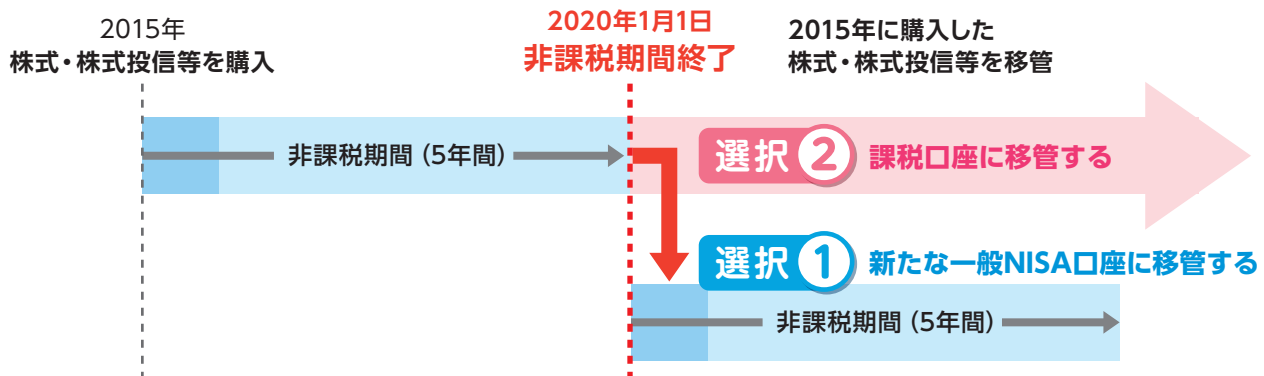 2015年
株式・株式投信等を購入
2020年1月1日
非課税期間終了
2015年に購入した
株式・株式投信等を移管
非課税期間（5年間）
選択 2 課税口座に移管する
選択 1 新たな一般NISA口座に移管する
非課税期間（5年間）